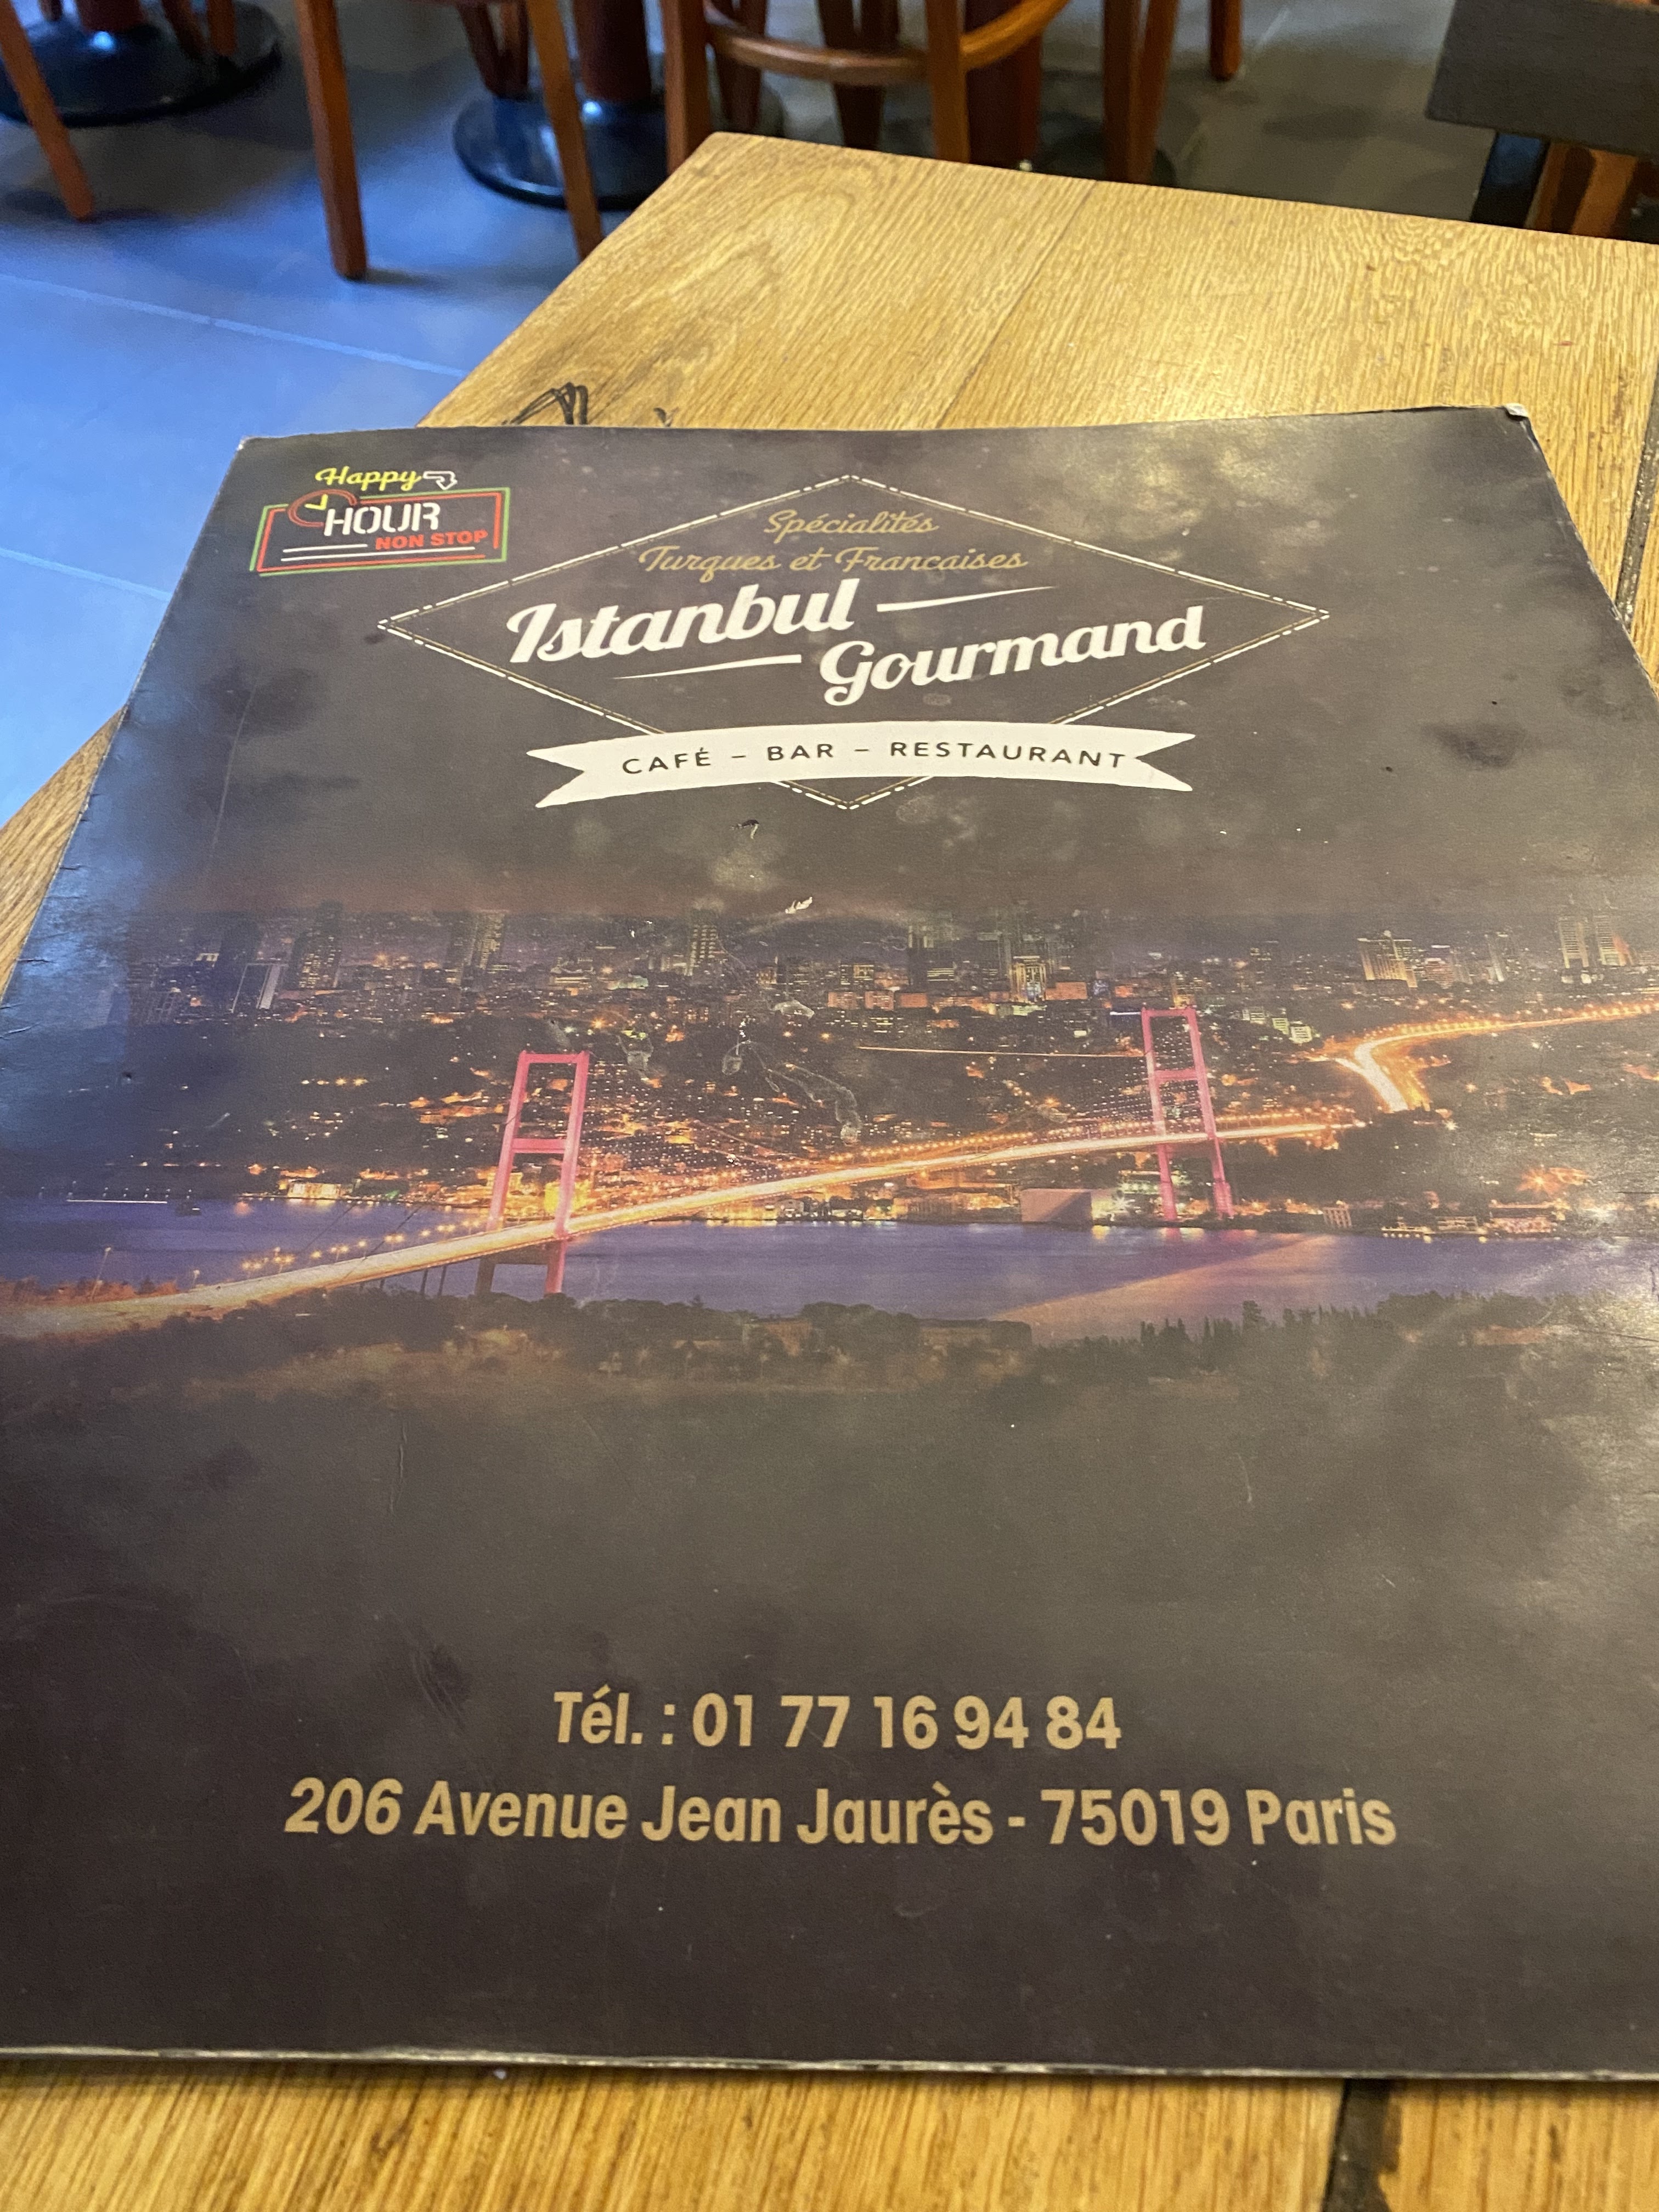 Happy
HOUR
NON STOP
Spécialités
Turques et Francaises
Istanbul
Gourmand
CAFÉ – BAR – RESTAURANT
Tél. : 01 77 16 94 84
206 Avenue Jean Jaurès - 75019 Paris